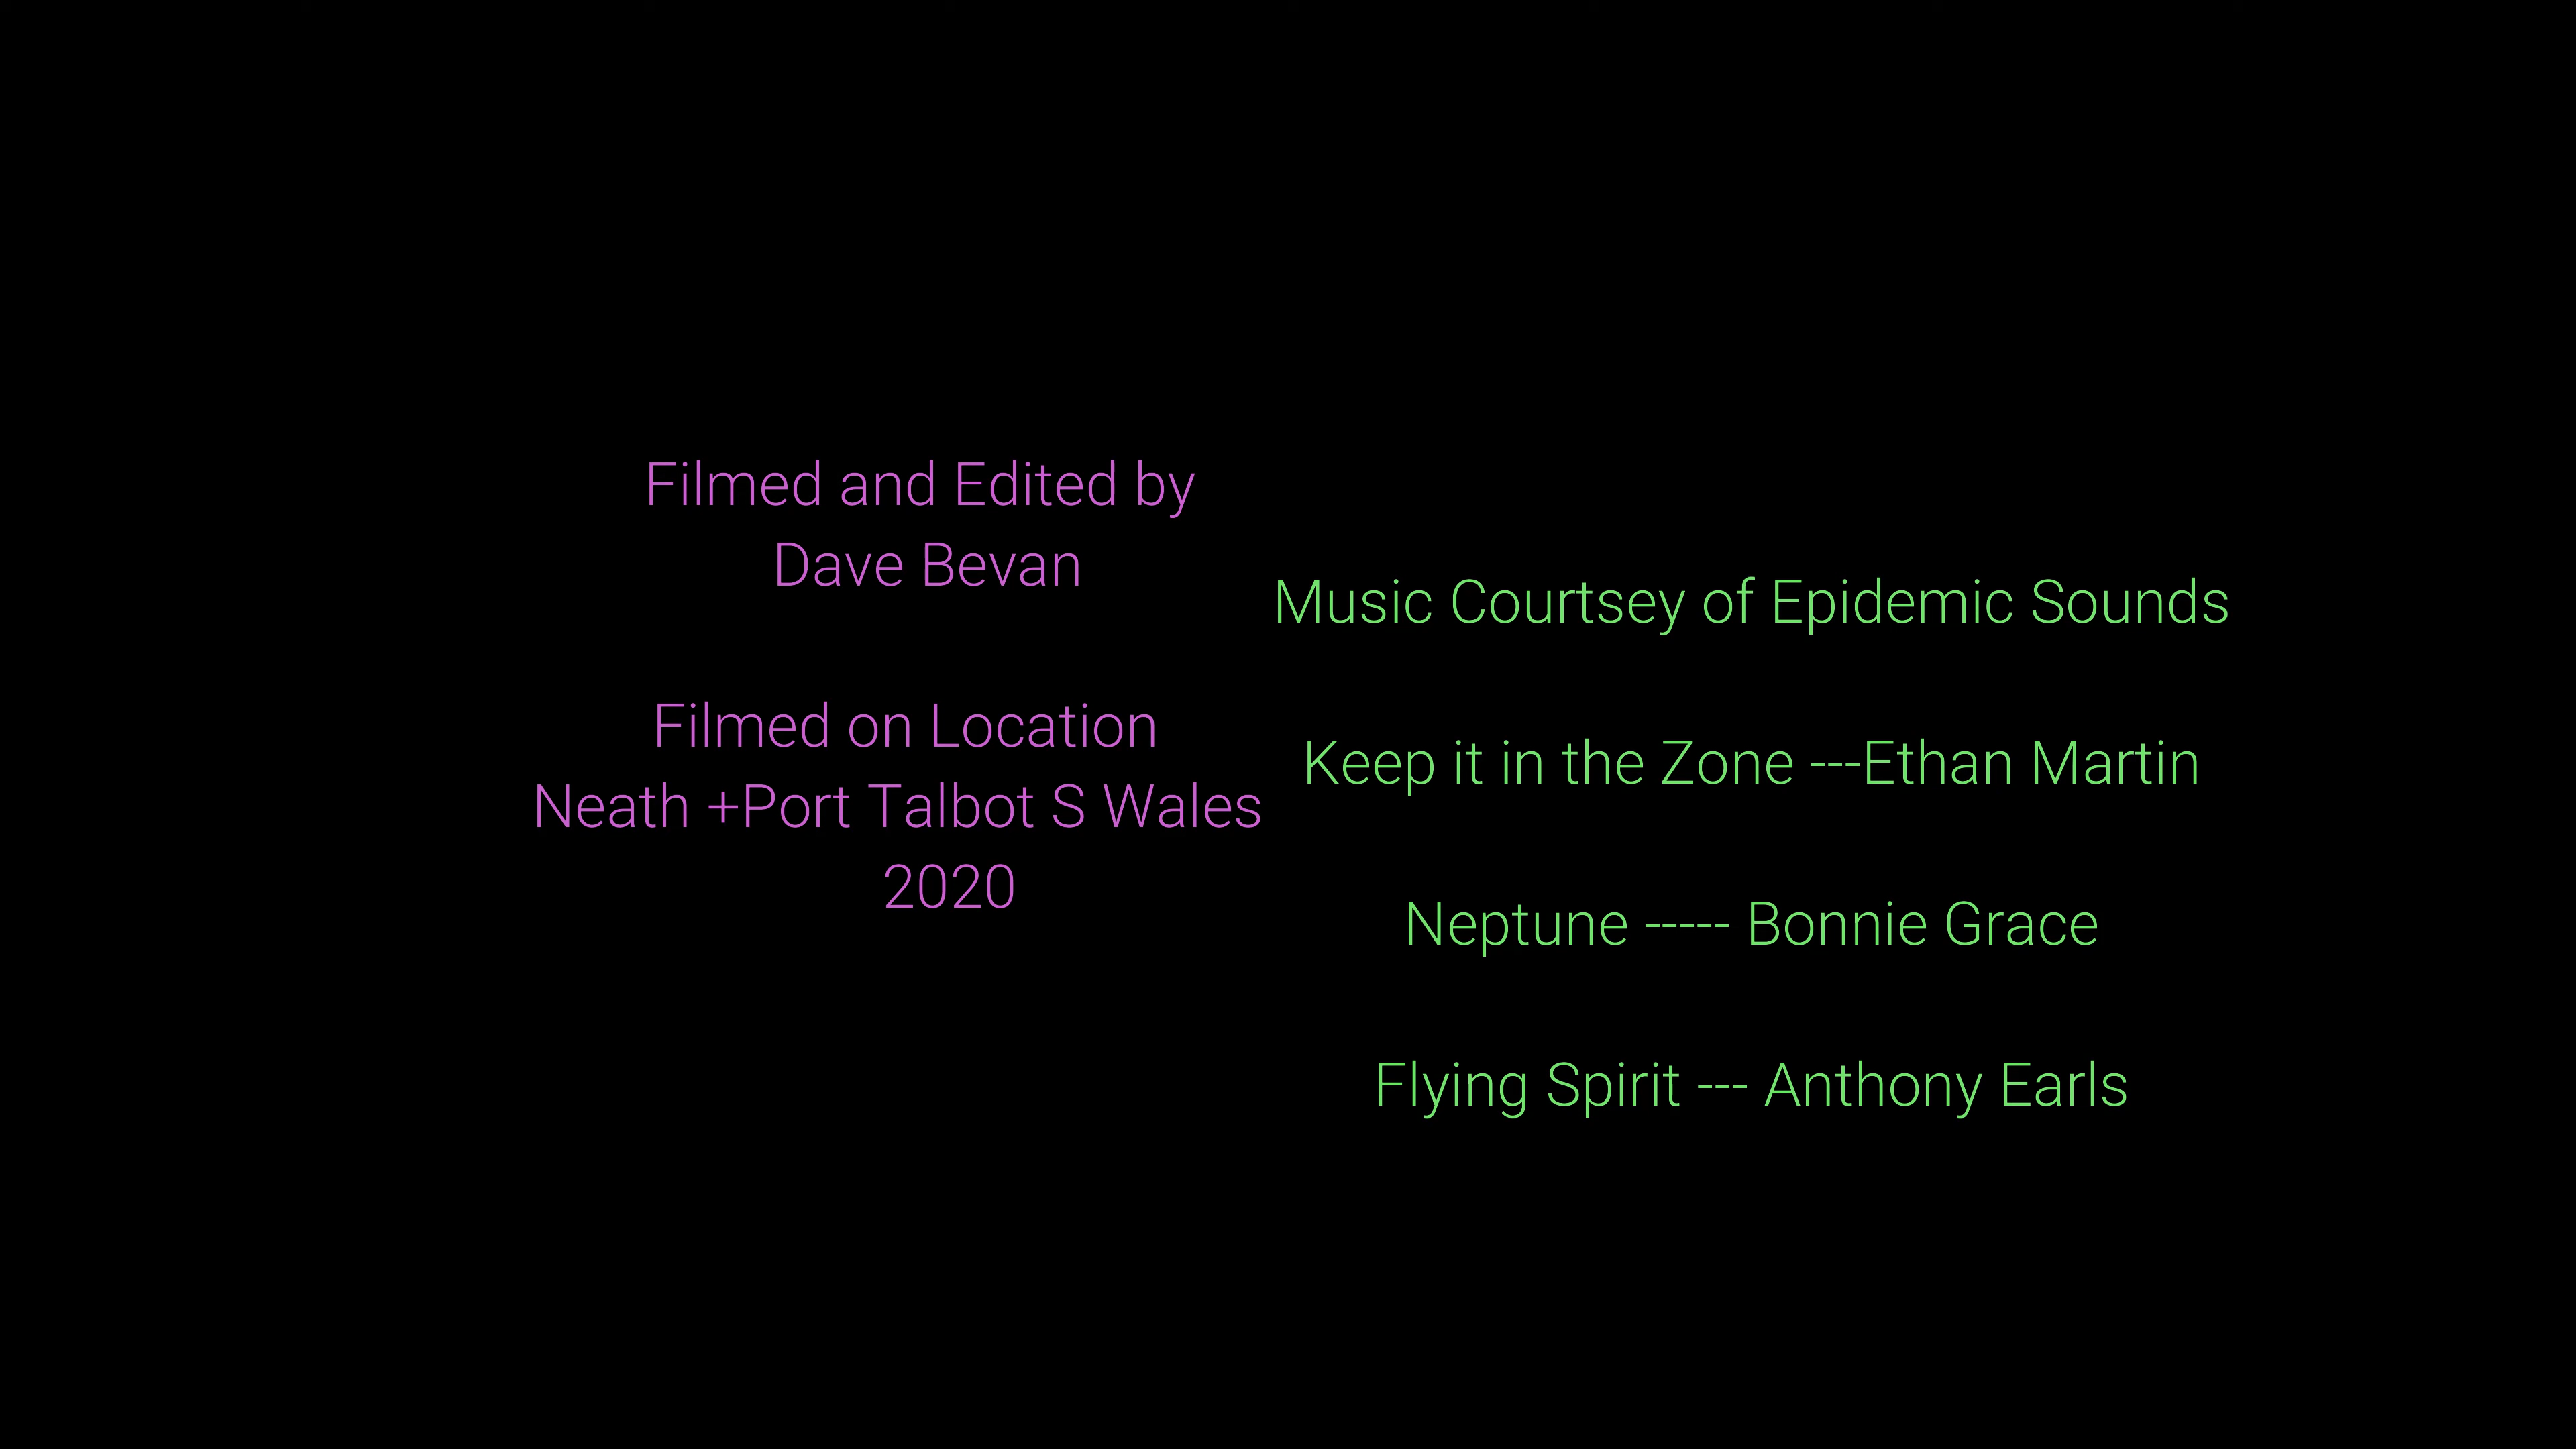 Filmed and Edited by
Dave Bevan
Filmed on Location
Neath +Port Talbot S Wales
2020
Music Courtsey of Epidemic Sounds
Keep it in the Zone ---Ethan Martin
Neptune ----- Bonnie Grace
Flying Spirit --- Anthony Earls